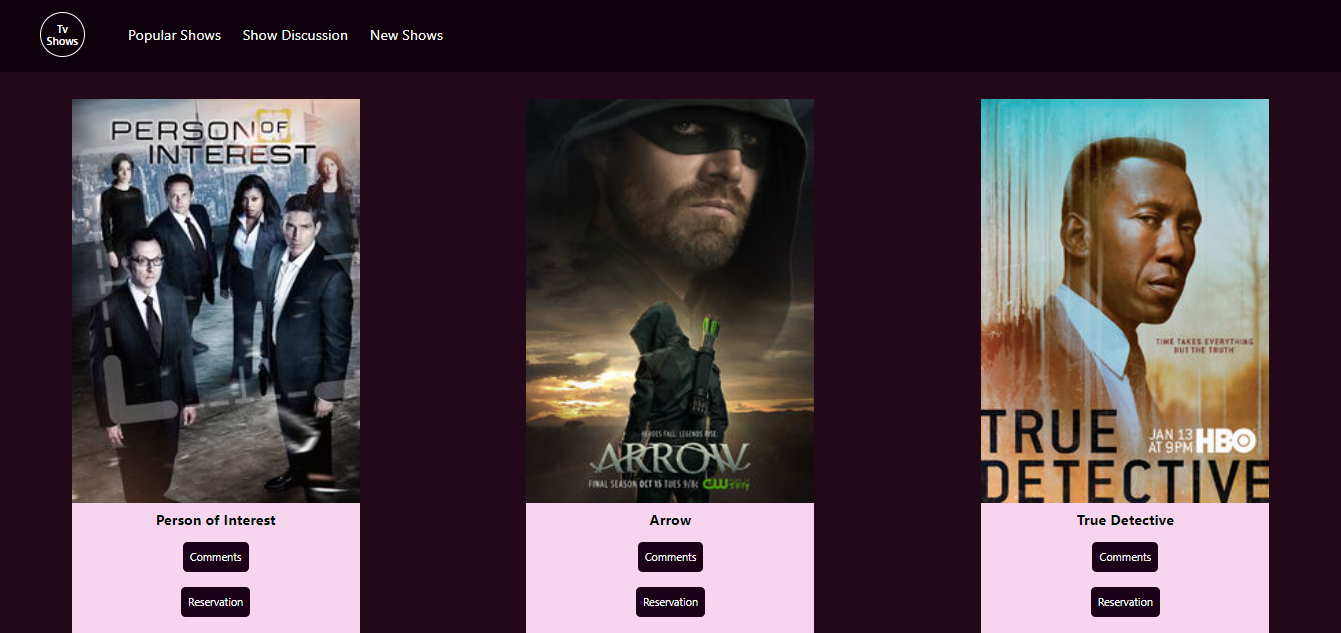 Tv
Shows
Popular Shows
Show Discussion
New Shows
PERSON OF
INTEREST
HEROES FALL. LEGENDS RISE.
ARROW
FINAL SEASON OCT 15 TUES 9/8c CW
TIME TAKES EVERYTHING
BUT THE TRUTH
TRUE
JAN 13
AT 9PM HBO
DETECTIVE
Person of Interest
Arrow
True Detective
Comments
Comments
Comments
Reservation
Reservation
Reservation